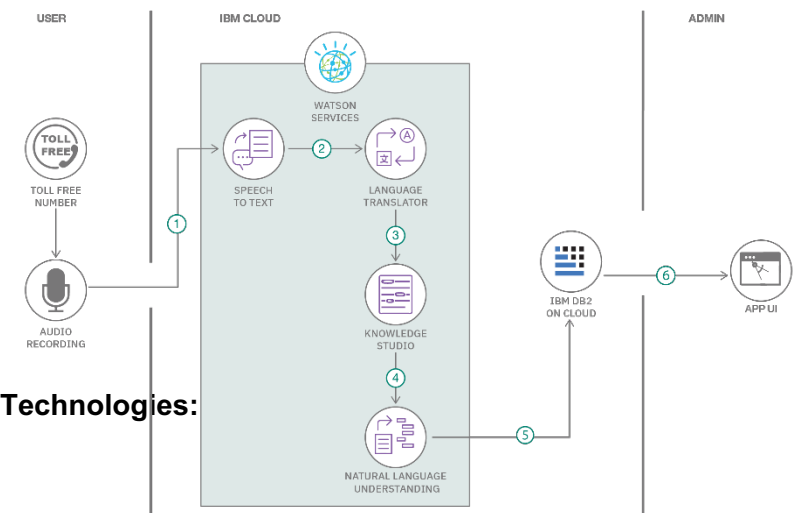 USER
IBM CLOUD
ADMIN
WATSON
SERVICES
TOLL
FREE
TOLL FREE
NUMBER
SPEECH
TO TEXT
2
A
文
LANGUAGE
TRANSLATOR
1
3
AUDIO
RECORDING
KNOWLEDGE
STUDIO
IBM DB2
ON CLOUD
6
APP UI
4
Technologies:
5
NATURAL LANGUAGE
UNDERSTANDING